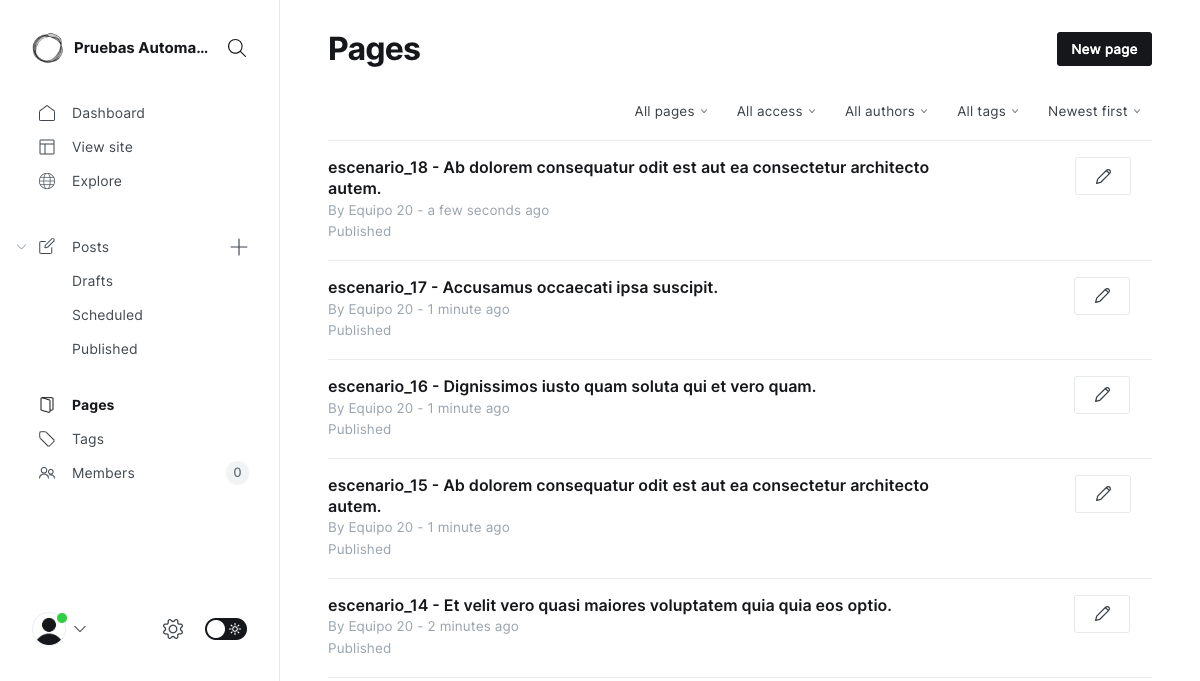 Pruebas Automa...
Dashboard
View site
Explore
Posts
Drafts
Scheduled
Published
Pages
Tags
Members
0
Pages
New page
All pages
All access
All authors
All tags
Newest first
escenario_18 - Ab dolorem consequatur odit est aut ea consectetur architecto
autem.
By Equipo 20 - a few seconds ago
Published
escenario_17 - Accusamus occaecati ipsa suscipit.
By Equipo 20 - 1 minute ago
Published
escenario_16 - Dignissimos iusto quam soluta qui et vero quam.
By Equipo 20 - 1 minute ago
Published
escenario_15 - Ab dolorem consequatur odit est aut ea consectetur architecto
autem.
By Equipo 20 - 1 minute ago
Published
escenario_14 - Et velit vero quasi maiores voluptatem quia quia eos optio.
By Equipo 20 - 2 minutes ago
Published